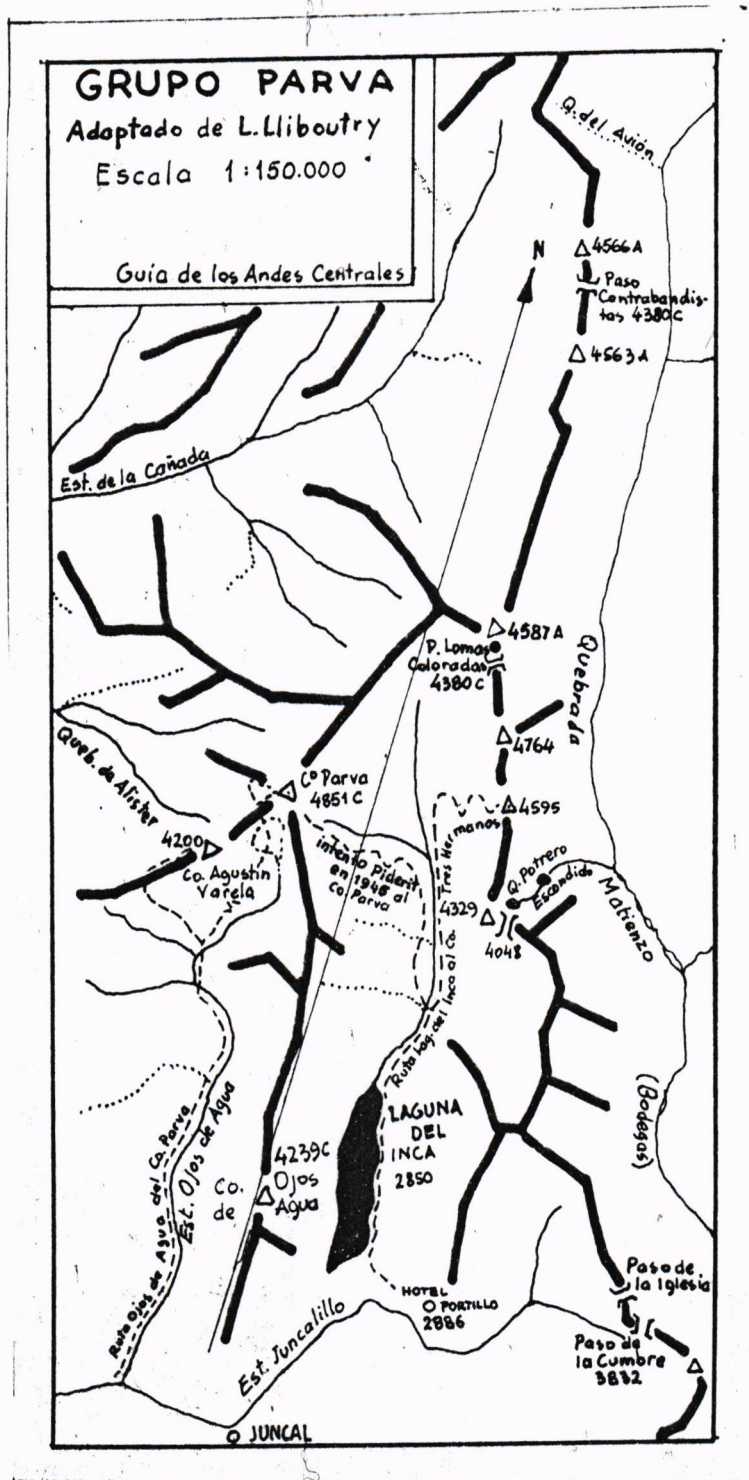 GRUPO PARVA
Adaptado de L. Lliboutry
Escala 1:150.000
Guía de los Andes Centrales
Q. del Avión
N
4566A
Paso
Contrabandis-
tas 4380C
4563A
Est. de la Cañada
4587A
P. Lomas
Coloradas
4380C
Quebrada
4764
Queb. de Alister
Cº Parva
4851C
4595
4200
Co. Agustín
Varela
intento Piderit
en 1946 al
Co. Parva
Tres Hermanos
Ruta Lag. del Inca al Co.
Q. Potrero
Escondido
4329
4048
Matienzo
(Bodegas)
LAGUNA
DEL
INCA
2850
Ruta Ojos de Agua del Co. Parva
Est. Ojos de Agua
4239C
Co. Ojos
de Agua
HOTEL
PORTILLO
2886
Est. Juncalillo
Paso de
la Iglesia
Paso de
la Cumbre
3832
JUNCAL